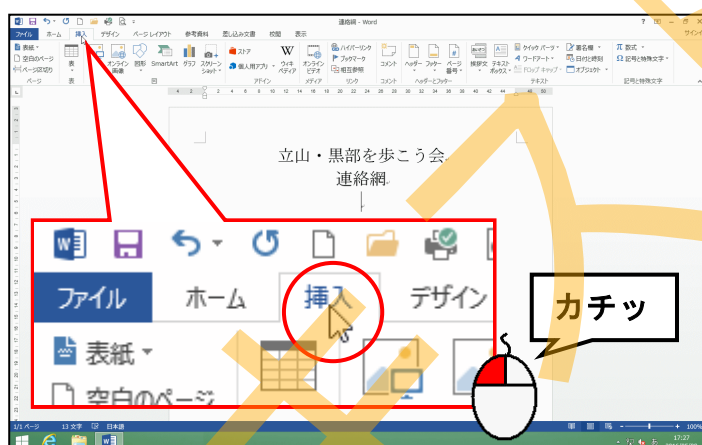 連絡網 - Word
サインイ
ファイル ホーム 挿入 デザイン ページ レイアウト 参考資料 差し込み文書 校閲 表示
表紙
空白のページ
ページ区切り
ページ
表
表
オンライン
画像
図形
SmartArt
グラフ
スクリーン
ショット
図
ストア
個人用アプリ
アドイン
ウィキ
ペディア
オンライン
ビデオ
メディア
ハイパーリンク
ブックマーク
相互参照
リンク
コメント
コメント
ヘッダー
フッター
ページ
番号
ヘッダーとフッター
挨拶文
テキスト
ボックス
クイック パーツ
ワードアート
ドロップ キャップ
署名欄
日付と時刻
オブジェクト
テキスト
数式
記号と特殊文字
記号と特殊文字
立山・黒部を歩こう会
連絡網
ファイル ホーム 挿入 デザイン
表紙
空白のページ
カチッ
1/1 ページ 13 文字 日本語
100%
17:27